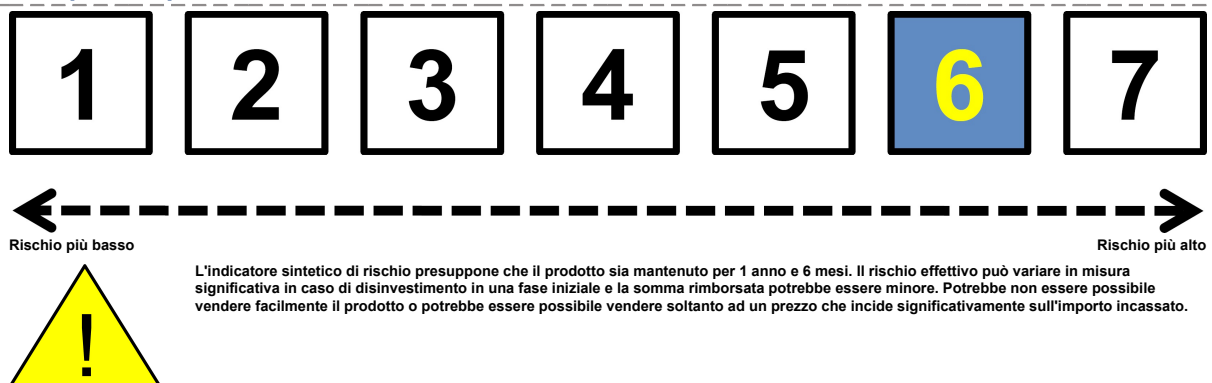 1 2 3 4 5 6 7
Rischio più basso Rischio più alto
L'indicatore sintetico di rischio presuppone che il prodotto sia mantenuto per 1 anno e 6 mesi. Il rischio effettivo può variare in misura
significativa in caso di disinvestimento in una fase iniziale e la somma rimborsata potrebbe essere minore. Potrebbe non essere possibile
vendere facilmente il prodotto o potrebbe essere possibile vendere soltanto ad un prezzo che incide significativamente sull'importo incassato.
!